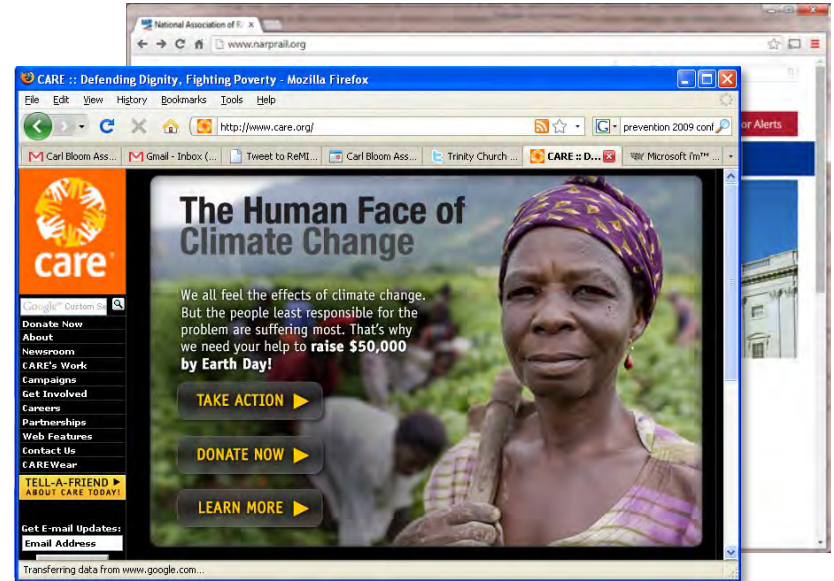 National Association of R
www.narprail.org
or Alerts
CARE :: Defending Dignity, Fighting Poverty - Mozilla Firefox
File Edit View History Bookmarks Tools Help
http://www.care.org/
G prevention 2009 conf
Carl Bloom Ass...
Gmail - Inbox (...
Tweet to ReMI...
Carl Bloom Ass...
Trinity Church ...
CARE :: D...
Microsoft i'm™ ...
care
Google™ Custom Se
Donate Now
About
Newsroom
CARE's Work
Campaigns
Get Involved
Careers
Partnerships
Web Features
Contact Us
CAREWear
TELL-A-FRIEND
ABOUT CARE TODAY!
Get E-mail Updates:
Email Address
The Human Face of
Climate Change
We all feel the effects of climate change.
But the people least responsible for the
problem are suffering most. That's why
we need your help to raise $50,000
by Earth Day!
TAKE ACTION
DONATE NOW
LEARN MORE
Transferring data from www.google.com...